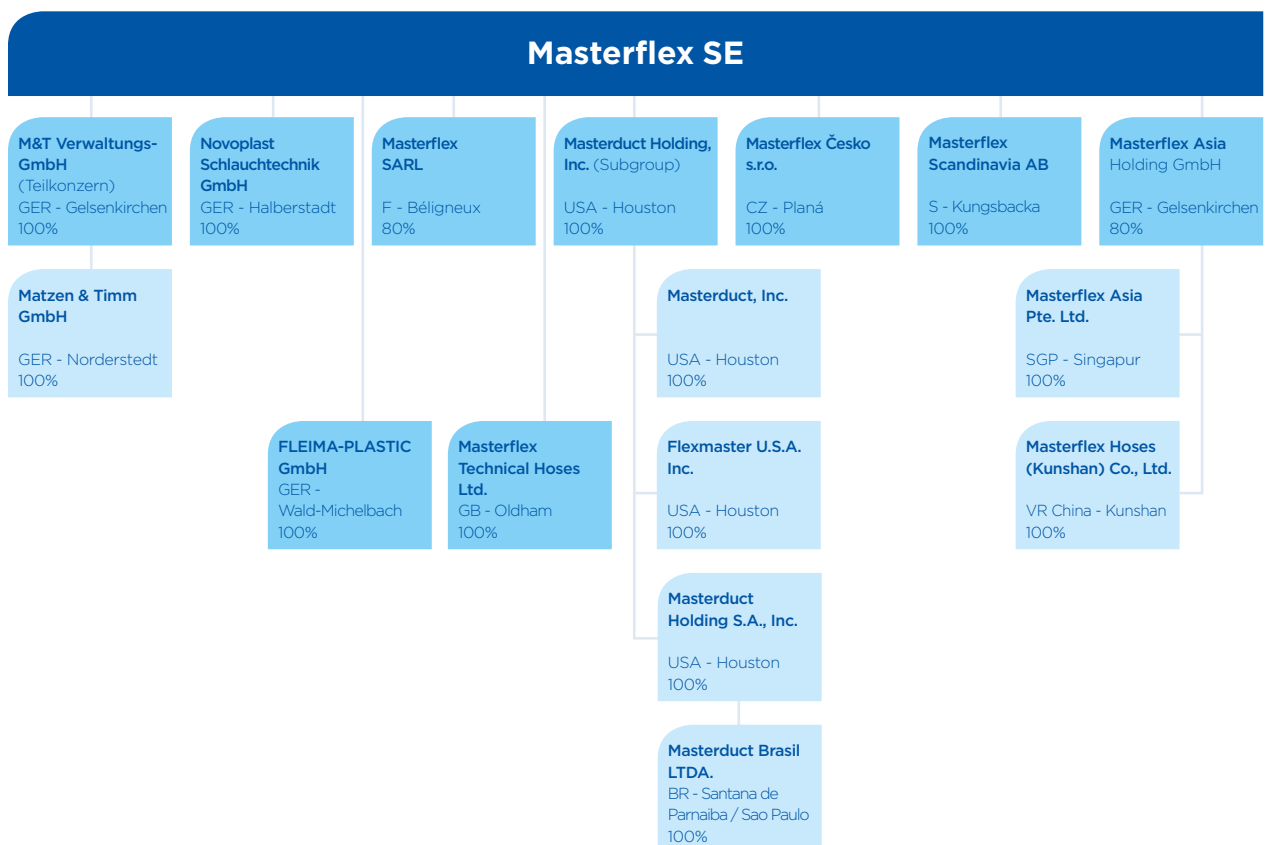 Masterflex SE
M&T Verwaltungs-
GmbH
(Teilkonzern)
GER - Gelsenkirchen
100%
Novoplast
Schlauchtechnik
GmbH
GER - Halberstadt
100%
Masterflex
SARL
F - Béligneux
80%
Masterduct Holding,
Inc. (Subgroup)
USA - Houston
100%
Masterflex Česko
s.r.o.
CZ - Planá
100%
Masterflex
Scandinavia AB
S - Kungsbacka
100%
Masterflex Asia
Holding GmbH
GER - Gelsenkirchen
80%
Matzen & Timm
GmbH
GER - Norderstedt
100%
Masterduct, Inc.
USA - Houston
100%
Masterflex Asia
Pte. Ltd.
SGP - Singapur
100%
FLEIMA-PLASTIC
GmbH
GER -
Wald-Michelbach
100%
Masterflex
Technical Hoses
Ltd.
GB - Oldham
100%
Flexmaster U.S.A.
Inc.
USA - Houston
100%
Masterflex Hoses
(Kunshan) Co., Ltd.
VR China - Kunshan
100%
Masterduct
Holding S.A., Inc.
USA - Houston
100%
Masterduct Brasil
LTDA.
BR - Santana de
Parnaiba / Sao Paulo
100%